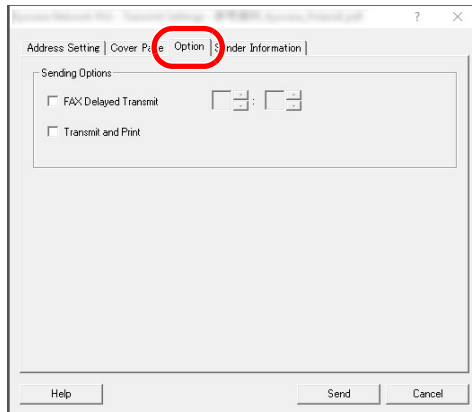 ? ×
Address Setting Cover Page Option Sender Information
Sending Options
FAX Delayed Transmit :
Transmit and Print
Help Send Cancel